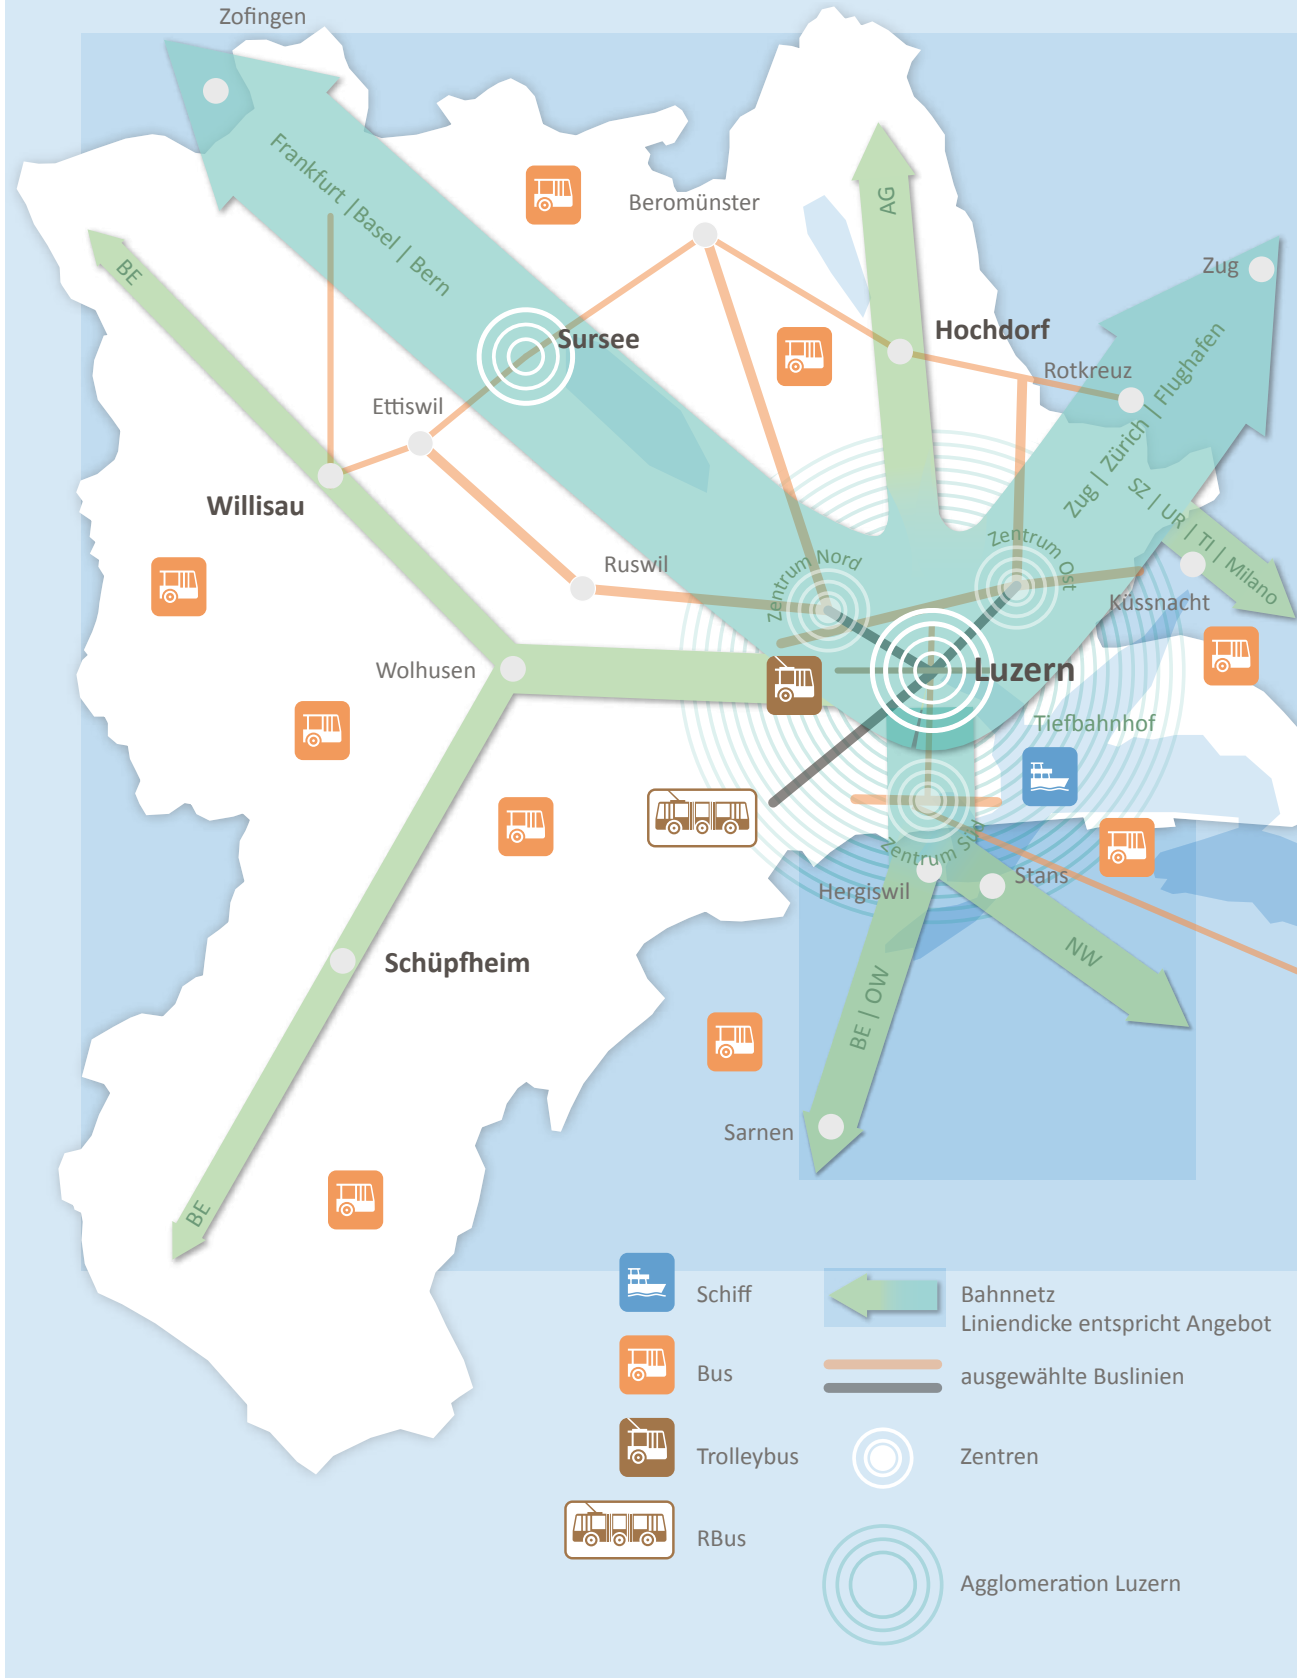 Zofingen
Frankfurt | Basel | Bern
Beromünster
AG
Zug
BE
Sursee
Hochdorf
Rotkreuz
Zug | Zürich | Flughafen
Ettiswil
SZ | UR | TI | Milano
Willisau
Zentrum Nord
Zentrum Ost
Ruswil
Küssnacht
Wolhusen
Luzern
Tiefbahnhof
Zentrum Süd
Hergiswil
Stans
Schüpfheim
NW
BE | OW
Sarnen
BE
Schiff
Bahnnetz
Liniendicke entspricht Angebot
Bus
ausgewählte Buslinien
Trolleybus
Zentren
RBus
Agglomeration Luzern